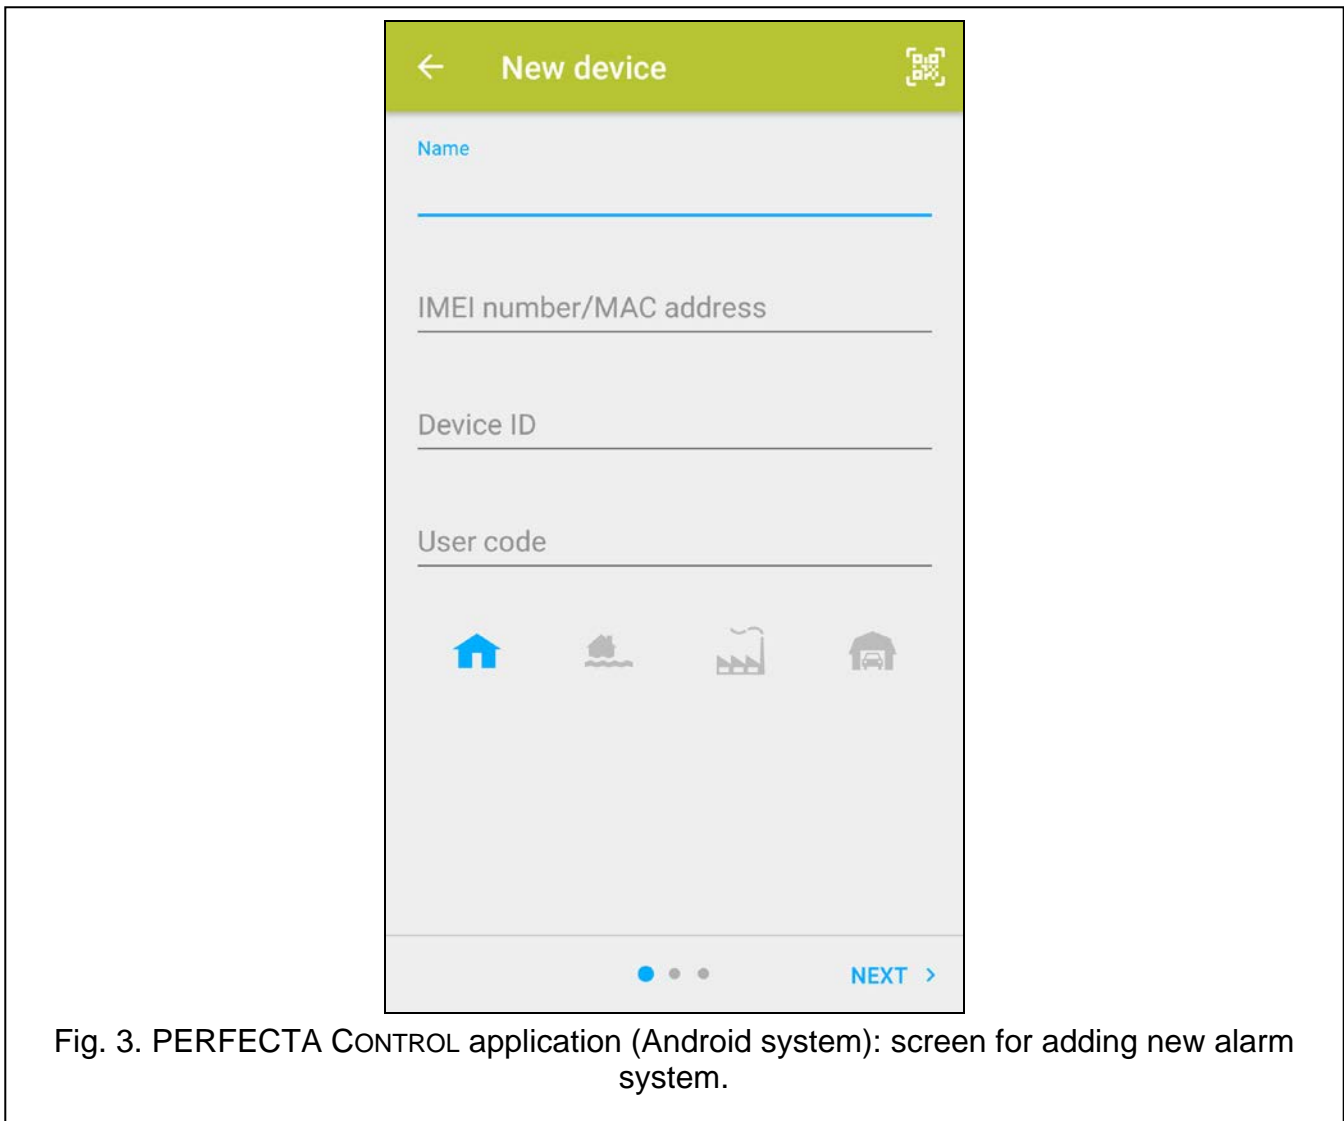 New device
Name
IMEI number/MAC address
Device ID
User code
NEXT
Fig. 3. PERFECTA CONTROL application (Android system): screen for adding new alarm
system.